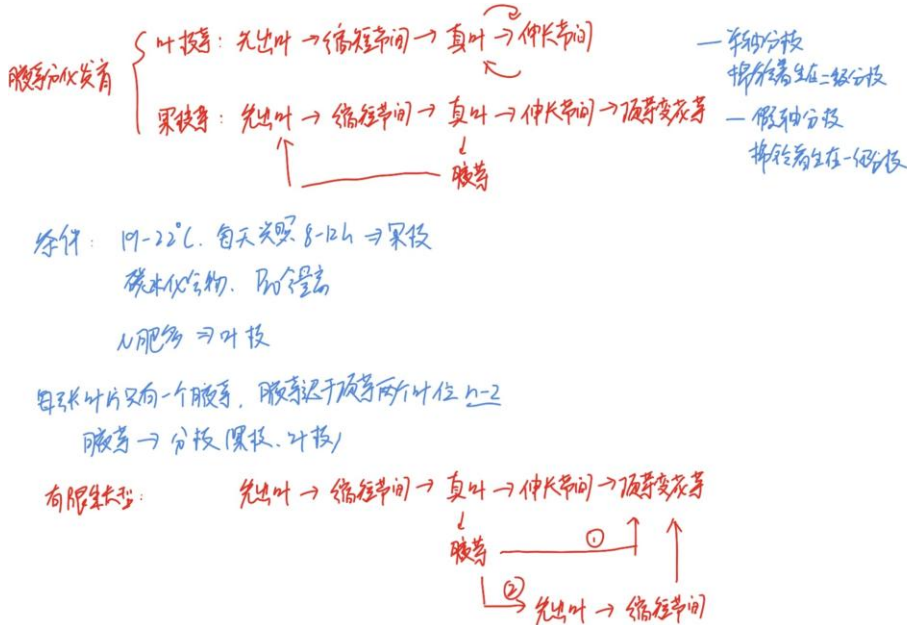 腋芽分化发育
叶枝芽：先出叶→缩短节间→真叶→伸长节间
—单轴分枝
棉铃着生在二级分枝
果枝芽：先出叶→缩短节间→真叶→伸长节间→顶芽变花芽
—假轴分枝
棉铃着生在一级分枝
腋芽
条件：19-22℃.每天光照8-12h⇒果枝
碳水化合物、 含量高
N肥多⇒叶枝
每张叶片只有一个腋芽，腋芽迟于顶芽两个叶位n-2
腋芽→分枝(果枝、叶枝)
有限生长型：先出叶→缩短节间→真叶→伸长节间→顶芽变花芽
腋芽 ①
② 先出叶→缩短节间